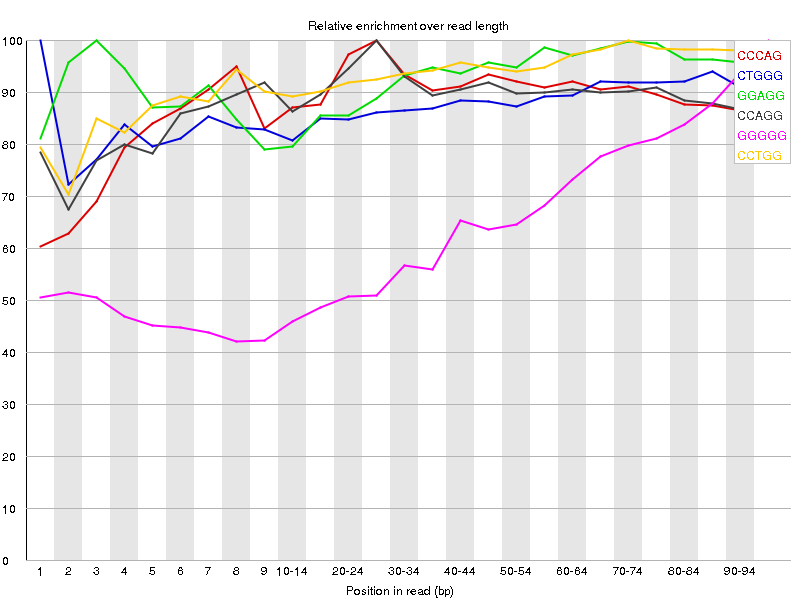 Relative enrichment over read length
100
90
80
70
60
50
40
30
20
10
0
CCCAG
CTGGG
GGAGG
CCAGG
GGGGG
CCTGG
1 2 3 4 5 6 7 8 9 10-14 20-24 30-34 40-44 50-54 60-64 70-74 80-84 90-94
Position in read (bp)